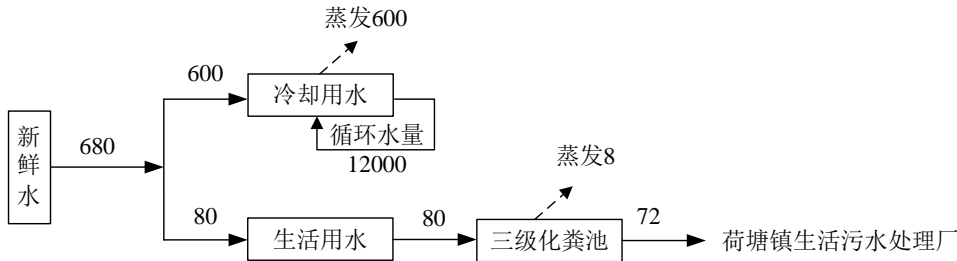 蒸发600
600
冷却用水
新鲜水
680
循环水量
12000
蒸发8
80
生活用水
80
三级化粪池
72
荷塘镇生活污水处理厂